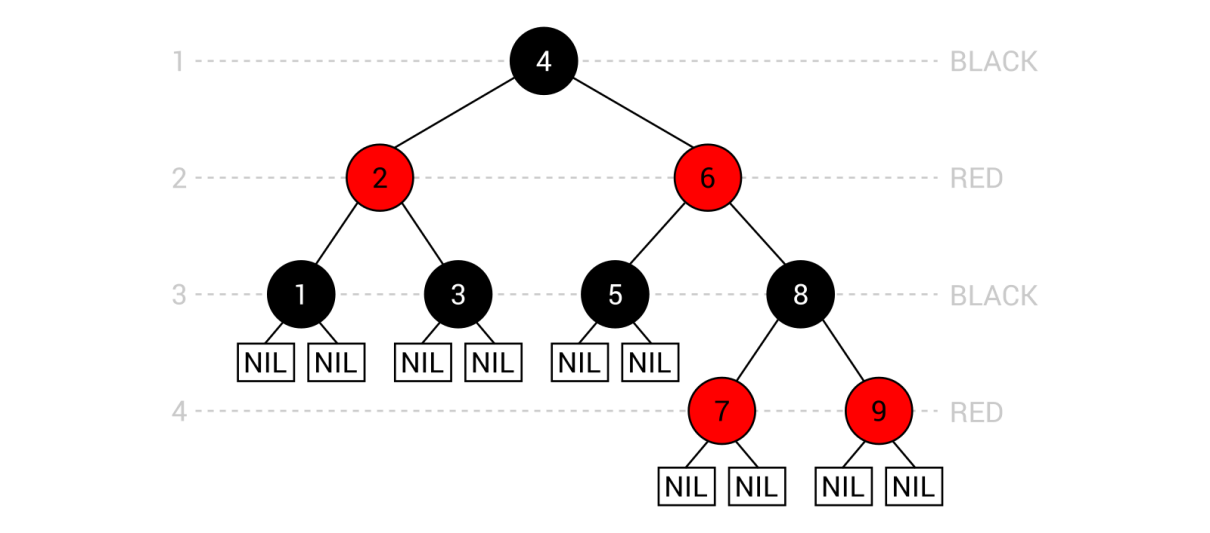 1 4 BLACK
2 2 6 RED
3 1 3 5 8 BLACK
NIL NIL NIL NIL NIL NIL
4 7 9 RED
NIL NIL NIL NIL